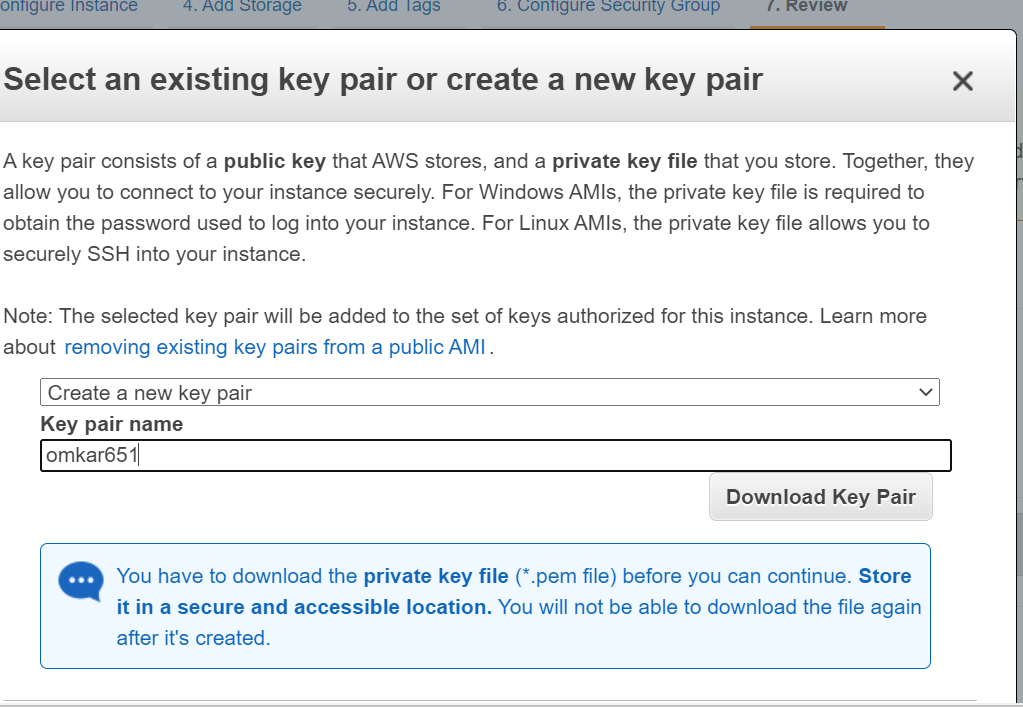 onfigure Instance 4. Add Storage 5. Add Tags 6. Configure Security Group 7. Review
Select an existing key pair or create a new key pair
A key pair consists of a public key that AWS stores, and a private key file that you store. Together, they
allow you to connect to your instance securely. For Windows AMIs, the private key file is required to
obtain the password used to log into your instance. For Linux AMIs, the private key file allows you to
securely SSH into your instance.
Note: The selected key pair will be added to the set of keys authorized for this instance. Learn more
about removing existing key pairs from a public AMI.
Create a new key pair
Key pair name
omkar651
Download Key Pair
You have to download the private key file (*.pem file) before you can continue. Store
it in a secure and accessible location. You will not be able to download the file again
after it's created.